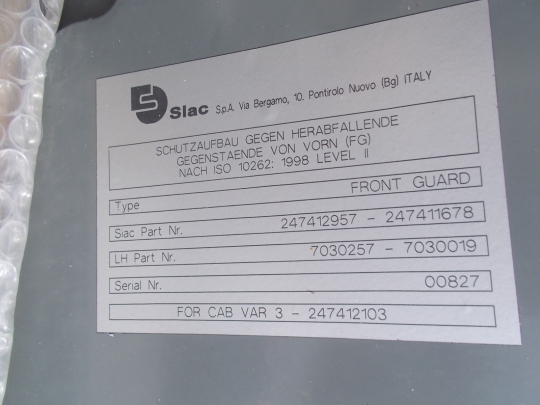 Siac S.p.A. Via Bergamo, 10. Pontirolo Nuovo (Bg) ITALY
SCHUTZAUFBAU GEGEN HERABFALLENDE
GEGENSTAENDE VON VORN (FG)
NACH ISO 10262: 1998 LEVEL II
Type FRONT GUARD
Siac Part Nr. 247412957 - 247411678
LH Part Nr. 7030257 - 7030019
Serial Nr. 00827
FOR CAB VAR 3 - 247412103